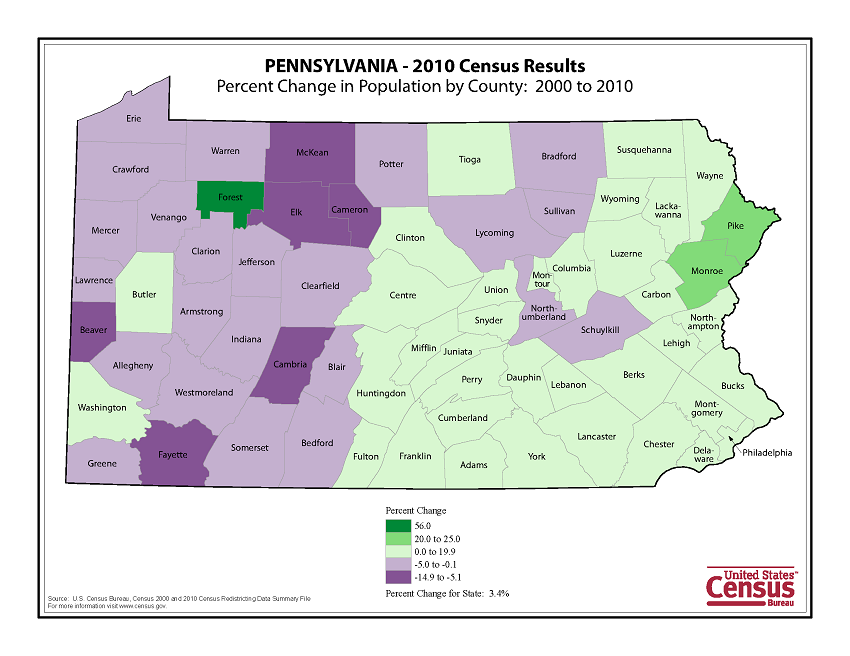 PENNSYLVANIA - 2010 Census Results
Percent Change in Population by County: 2000 to 2010
Erie
Warren
McKean
Potter
Tioga
Bradford
Susquehanna
Wayne
Crawford
Forest
Elk
Cameron
Wyoming
Lacka-
wanna
Sullivan
Pike
Mercer
Venango
Clinton
Lycoming
Clarion
Jefferson
Luzerne
Monroe
Lawrence
Butler
Clearfield
Centre
Union
Mon-
tour
Columbia
Carbon
Armstrong
Snyder
North-
umberland
Schuylkill
North-
ampton
Beaver
Indiana
Mifflin
Juniata
Lehigh
Allegheny
Cambria
Blair
Huntingdon
Perry
Dauphin
Lebanon
Berks
Bucks
Westmoreland
Washington
Cumberland
Mont-
gomery
Lancaster
Chester
Dela-
ware
Philadelphia
Greene
Fayette
Somerset
Bedford
Fulton
Franklin
Adams
York
Percent Change
56.0
20.0 to 25.0
0.0 to 19.9
-5.0 to -0.1
-14.9 to -5.1
Percent Change for State: 3.4%
Source: U.S. Census Bureau, Census 2000 and 2010 Census Redistricting Data Summary File
For more information visit www.census.gov.
United States™
Census
Bureau